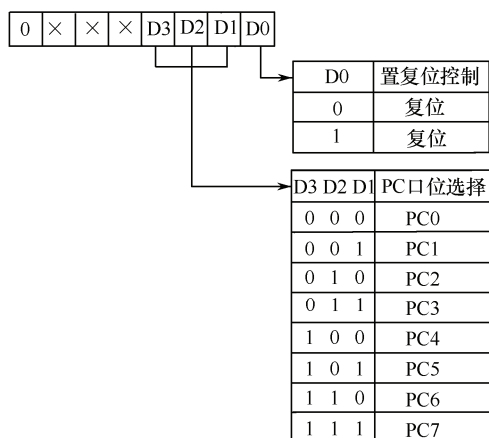 0 × × × D3 D2 D1 D0
D0 置复位控制
0 复位
1 复位
D3 D2 D1 PC口位选择
0 0 0 PC0
0 0 1 PC1
0 1 0 PC2
0 1 1 PC3
1 0 0 PC4
1 0 1 PC5
1 1 0 PC6
1 1 1 PC7